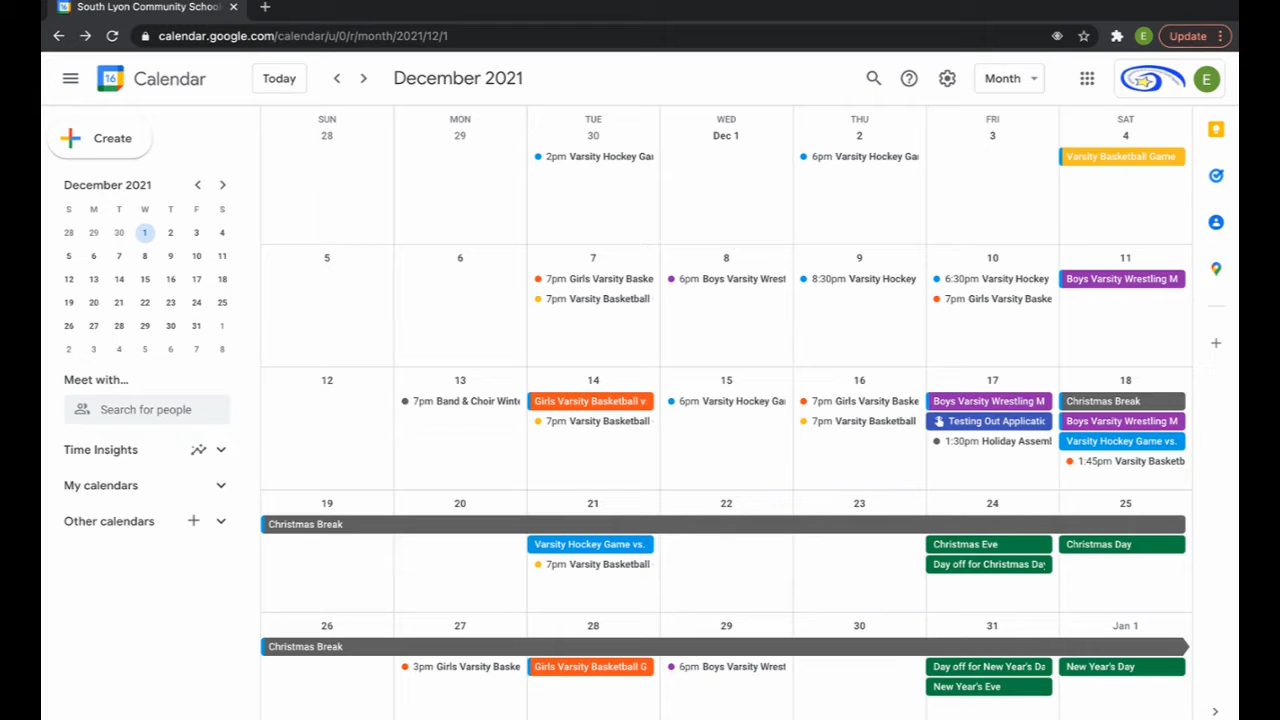 South Lyon Community School
calendar.google.com/calendar/u/0/r/month/2021/12/1
E
Update
16
Calendar
Today
December 2021
Month
E
Create
December 2021
S M T W T F S
28 29 30 1 2 3 4
5 6 7 8 9 10 11
12 13 14 15 16 17 18
19 20 21 22 23 24 25
26 27 28 29 30 31 1
2 3 4 5 6 7 8
Meet with...
Search for people
Time Insights
My calendars
Other calendars
SUN MON TUE WED THU FRI SAT
28 29 30 Dec 1 2 3 4
2pm Varsity Hockey Ga
6pm Varsity Hockey Ga
Varsity Basketball Game
5 6 7 8 9 10 11
7pm Girls Varsity Baske
6pm Boys Varsity Wrest
8:30pm Varsity Hockey
6:30pm Varsity Hockey
Boys Varsity Wrestling M
7pm Varsity Basketball
7pm Girls Varsity Baske
12 13 14 15 16 17 18
7pm Band & Choir Winte
Girls Varsity Basketball v
6pm Varsity Hockey Ga
7pm Girls Varsity Baske
Boys Varsity Wrestling M
Christmas Break
7pm Varsity Basketball
7pm Varsity Basketball
Testing Out Applicatic
Boys Varsity Wrestling M
1:30pm Holiday Assembl
Varsity Hockey Game vs.
1:45pm Varsity Basketb
19 20 21 22 23 24 25
Christmas Break
Varsity Hockey Game vs.
Christmas Eve
Christmas Day
7pm Varsity Basketball
Day off for Christmas Day
26 27 28 29 30 31 Jan 1
Christmas Break
3pm Girls Varsity Baske
Girls Varsity Basketball G
6pm Boys Varsity Wrest
Day off for New Year's Da
New Year's Day
New Year's Eve